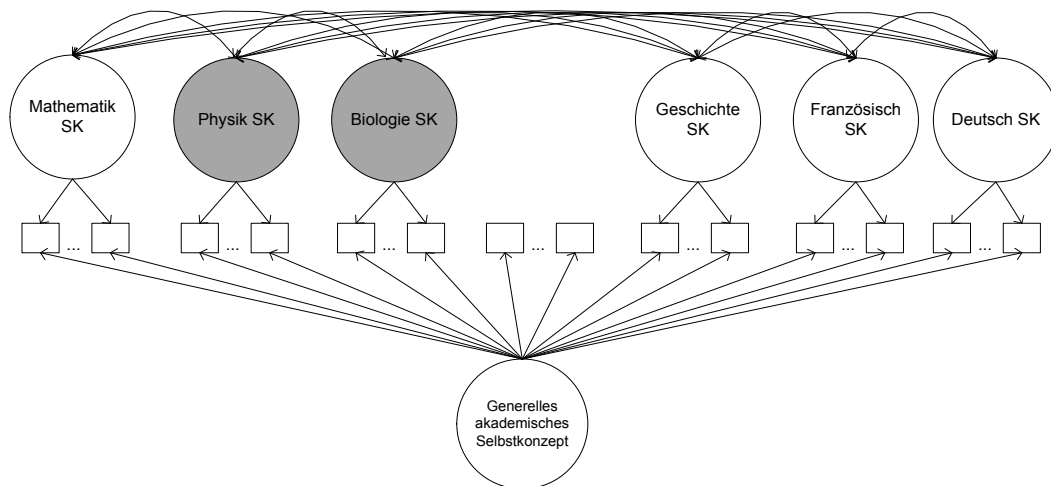 Mathematik
SK
Physik SK
Biologie SK
Geschichte
SK
Französisch
SK
Deutsch SK
...
...
...
...
...
...
...
Generelles
akademisches
Selbstkonzept